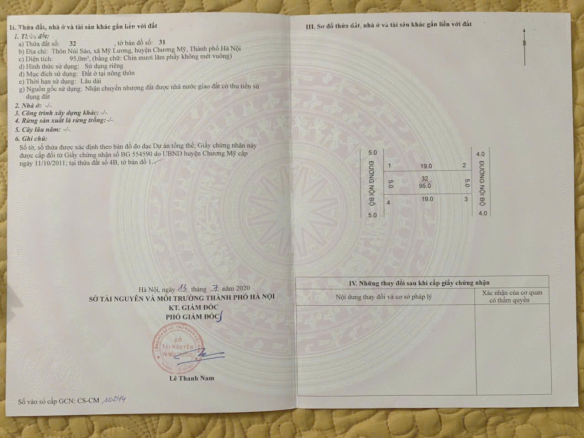 II. Thửa đất, nhà ở và tài sản khác gắn liền với đất
1. Thửa đất:
a) Thửa đất số: 32 , tờ bản đồ số: 31
b) Địa chỉ: Thôn Núi Sáo, xã Mỹ Lương, huyện Chương Mỹ, Thành phố Hà Nội
c) Diện tích: 95,0m², (bằng chữ: Chín mươi lăm phẩy không mét vuông)
d) Hình thức sử dụng: Sử dụng riêng
đ) Mục đích sử dụng: Đất ở tại nông thôn
e) Thời hạn sử dụng: Lâu dài
g) Nguồn gốc sử dụng: Nhận chuyển nhượng đất được nhà nước giao đất có thu tiền sử
dụng đất
2. Nhà ở: -/-
3. Công trình xây dựng khác: -/-
4. Rừng sản xuất là rừng trồng: -/-
5. Cây lâu năm: -/-
6. Ghi chú:
Số tờ, số thửa được xác định theo bản đồ đo đạc Dự án tổng thể; Giấy chứng nhận này
được cấp đổi từ Giấy chứng nhận số BG 554590 do UBND huyện Chương Mỹ cấp
ngày 11/10/2011; tại thửa đất số 4B, tờ bản đồ 1
Hà Nội, ngày tháng 7 năm 2020
SỞ TÀI NGUYÊN VÀ MÔI TRƯỜNG THÀNH PHỐ HÀ NỘI
KT. GIÁM ĐỐC
PHÓ GIÁM ĐỐC
Lê Thanh Nam
Số vào sổ cấp GCN: CS-CM
III. Sơ đồ thửa đất, nhà ở và tài sản khác gắn liền với đất
5.0
4.0
1 19.0 2
ĐƯỜNG NỘI BỘ
5.0
32
95.0
5.0
ĐƯỜNG NỘI BỘ
4 19.0 3
5.0
4.0
IV. Những thay đổi sau khi cấp giấy chứng nhận
Nội dung thay đổi và cơ sở pháp lý
Xác nhận của cơ quan
có thẩm quyền